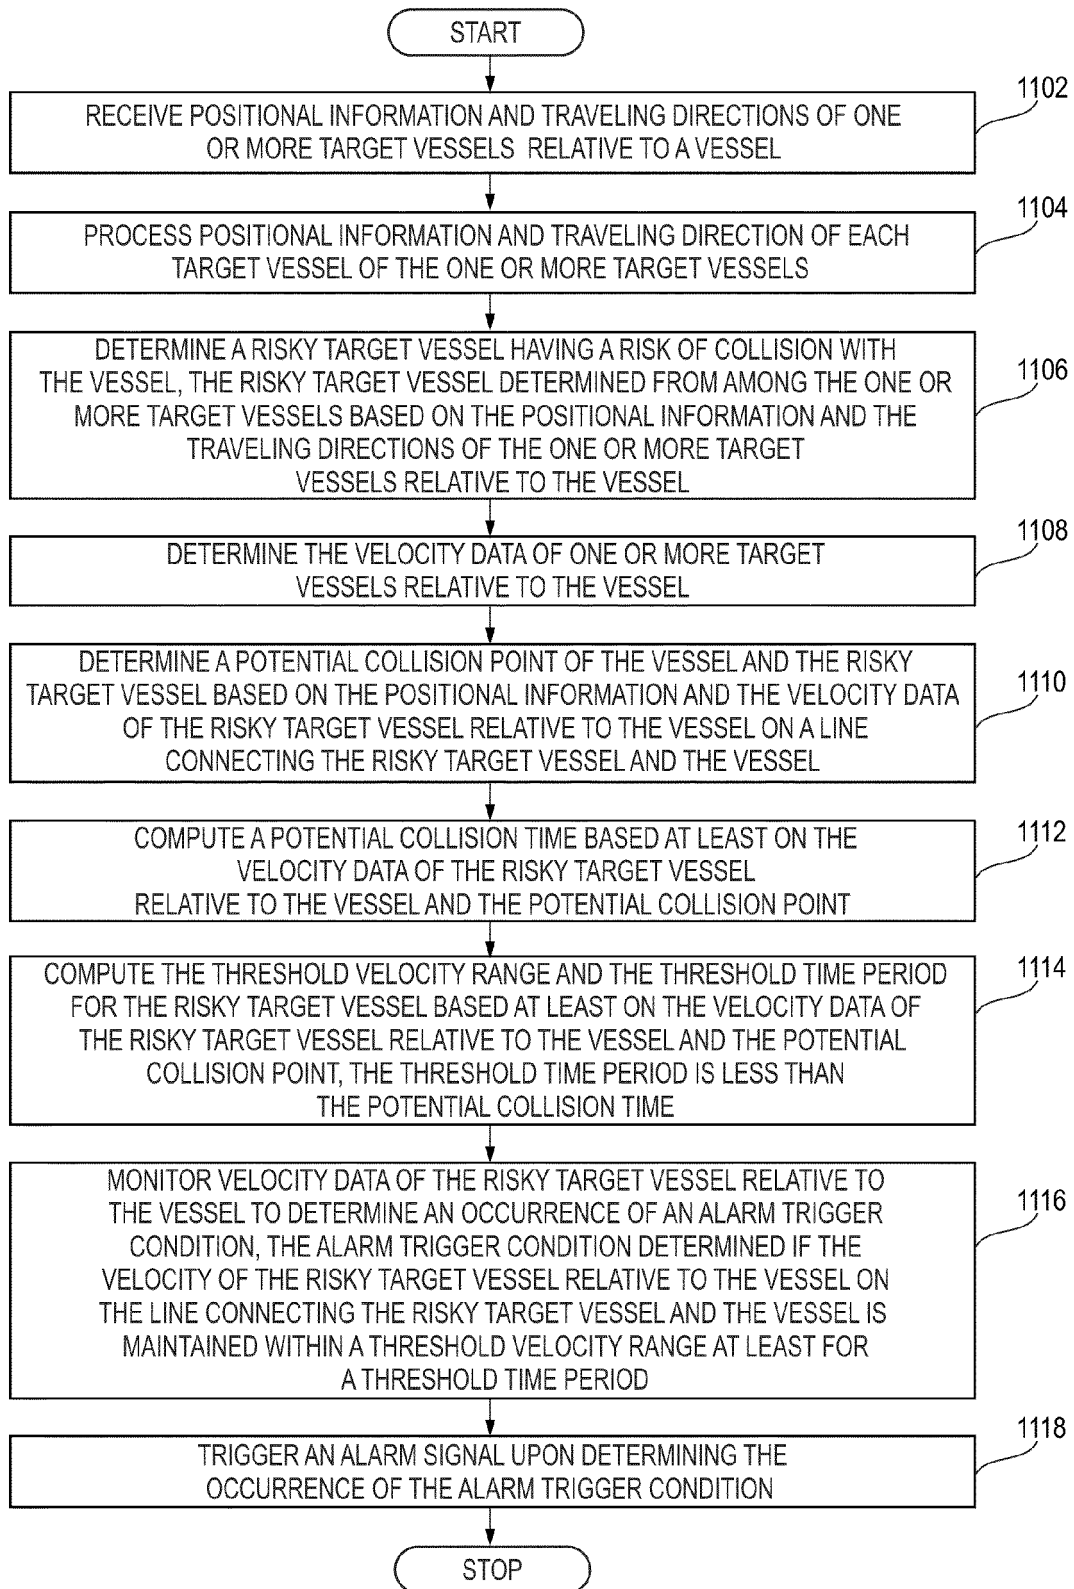 START
1102
RECEIVE POSITIONAL INFORMATION AND TRAVELING DIRECTIONS OF ONE
OR MORE TARGET VESSELS RELATIVE TO A VESSEL
1104
PROCESS POSITIONAL INFORMATION AND TRAVELING DIRECTION OF EACH
TARGET VESSEL OF THE ONE OR MORE TARGET VESSELS
1106
DETERMINE A RISKY TARGET VESSEL HAVING A RISK OF COLLISION WITH
THE VESSEL, THE RISKY TARGET VESSEL DETERMINED FROM AMONG THE ONE OR
MORE TARGET VESSELS BASED ON THE POSITIONAL INFORMATION AND THE
TRAVELING DIRECTIONS OF THE ONE OR MORE TARGET
VESSELS RELATIVE TO THE VESSEL
1108
DETERMINE THE VELOCITY DATA OF ONE OR MORE TARGET
VESSELS RELATIVE TO THE VESSEL
1110
DETERMINE A POTENTIAL COLLISION POINT OF THE VESSEL AND THE RISKY
TARGET VESSEL BASED ON THE POSITIONAL INFORMATION AND THE VELOCITY DATA
OF THE RISKY TARGET VESSEL RELATIVE TO THE VESSEL ON A LINE
CONNECTING THE RISKY TARGET VESSEL AND THE VESSEL
1112
COMPUTE A POTENTIAL COLLISION TIME BASED AT LEAST ON THE
VELOCITY DATA OF THE RISKY TARGET VESSEL
RELATIVE TO THE VESSEL AND THE POTENTIAL COLLISION POINT
1114
COMPUTE THE THRESHOLD VELOCITY RANGE AND THE THRESHOLD TIME PERIOD
FOR THE RISKY TARGET VESSEL BASED AT LEAST ON THE VELOCITY DATA OF
THE RISKY TARGET VESSEL RELATIVE TO THE VESSEL AND THE POTENTIAL
COLLISION POINT, THE THRESHOLD TIME PERIOD IS LESS THAN
THE POTENTIAL COLLISION TIME
1116
MONITOR VELOCITY DATA OF THE RISKY TARGET VESSEL RELATIVE TO
THE VESSEL TO DETERMINE AN OCCURRENCE OF AN ALARM TRIGGER
CONDITION, THE ALARM TRIGGER CONDITION DETERMINED IF THE
VELOCITY OF THE RISKY TARGET VESSEL RELATIVE TO THE VESSEL ON
THE LINE CONNECTING THE RISKY TARGET VESSEL AND THE VESSEL IS
MAINTAINED WITHIN A THRESHOLD VELOCITY RANGE AT LEAST FOR
A THRESHOLD TIME PERIOD
1118
TRIGGER AN ALARM SIGNAL UPON DETERMINING THE
OCCURRENCE OF THE ALARM TRIGGER CONDITION
STOP